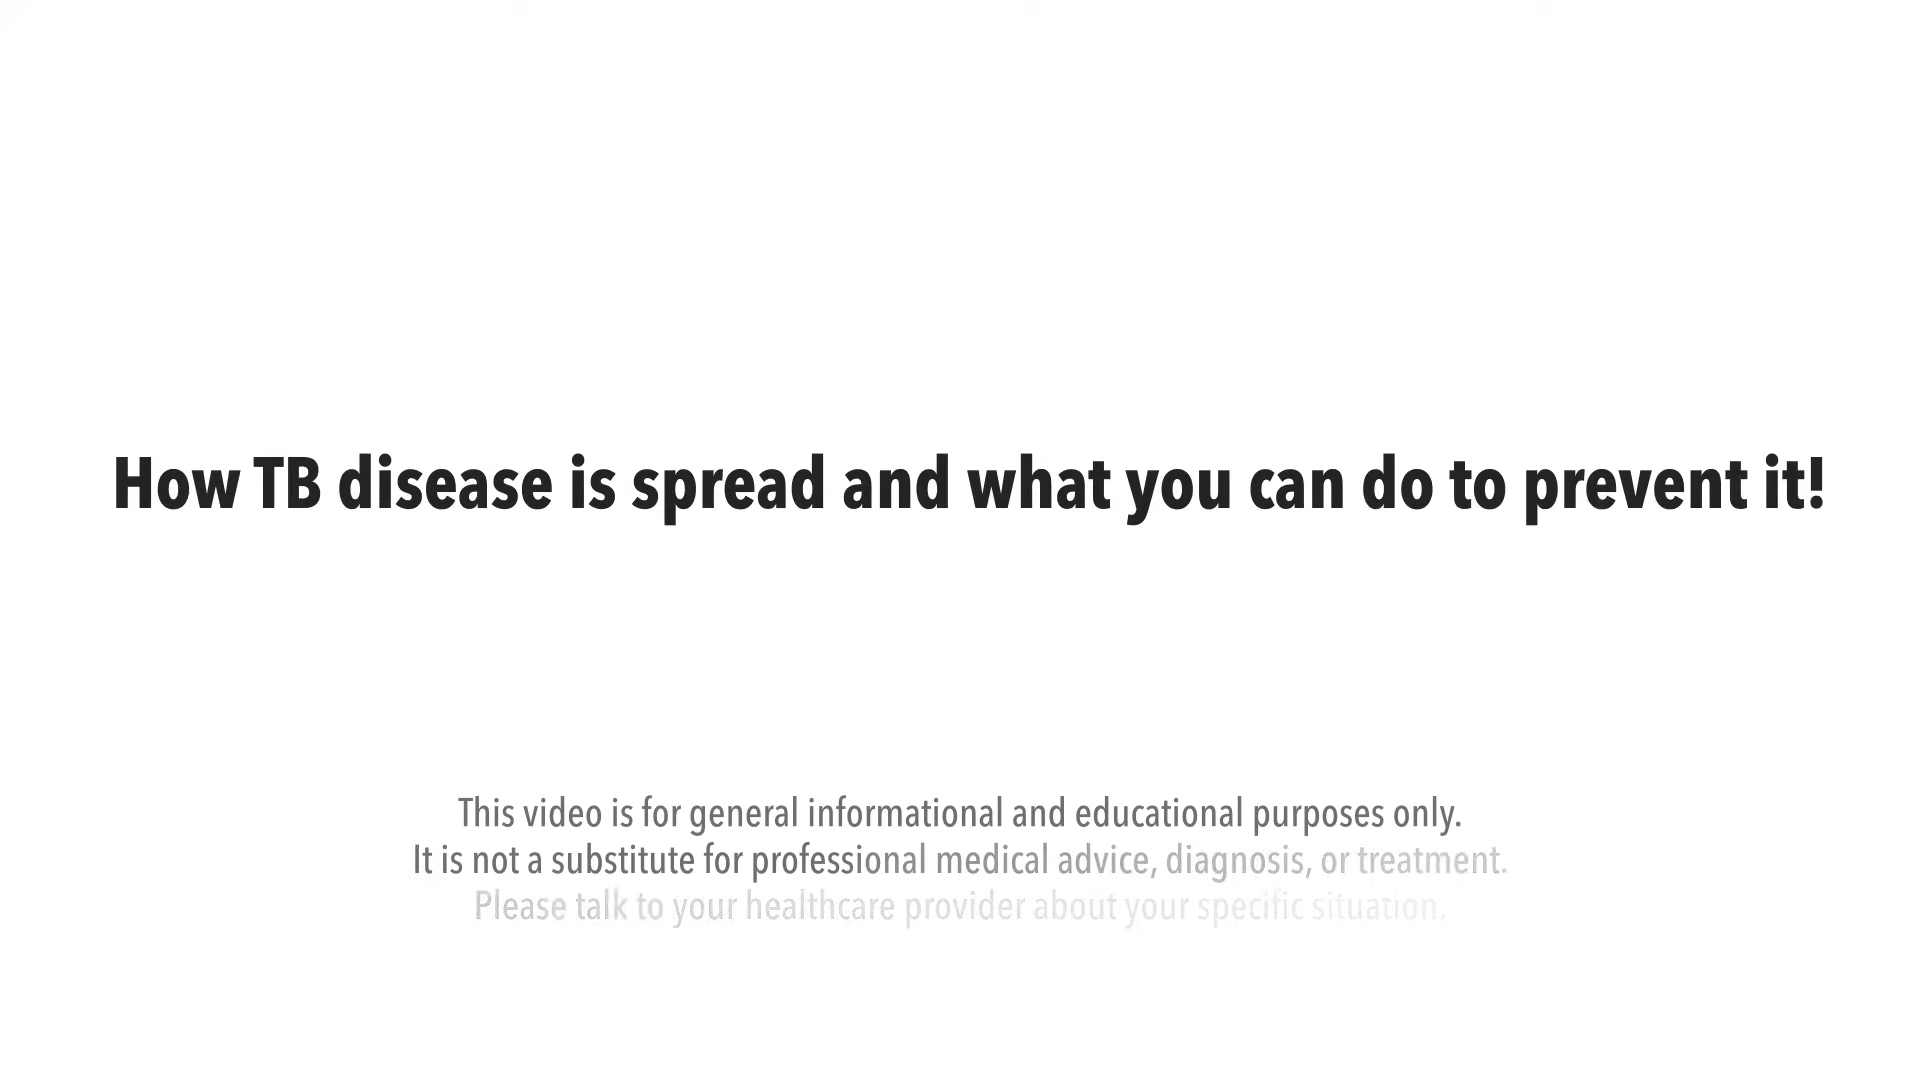 How TB disease is spread and what you can do to prevent it!
This video is for general informational and educational purposes only.
It is not a substitute for professional medical advice, diagnosis, or treatment.
Please talk to your healthcare provider about your specific situation.